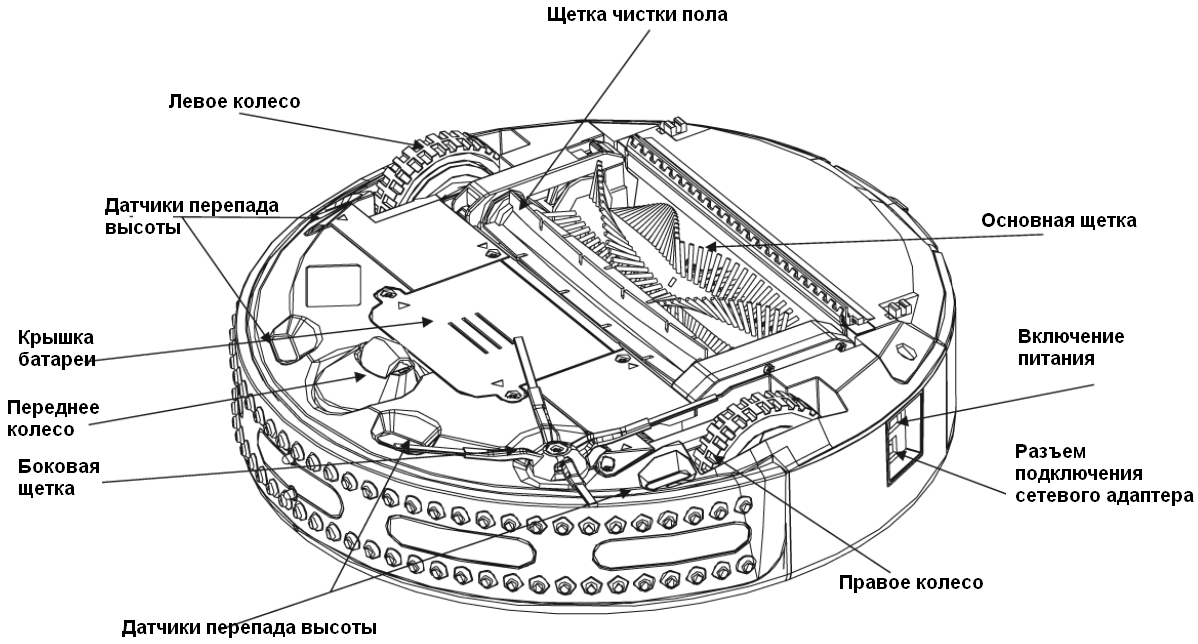 Щетка чистки пола
Левое колесо
Датчики перепада
высоты
Основная щетка
Крышка
батареи
Включение
питания
Переднее
колесо
Боковая
щетка
Разъем
подключения
сетевого адаптера
Правое колесо
Датчики перепада высоты